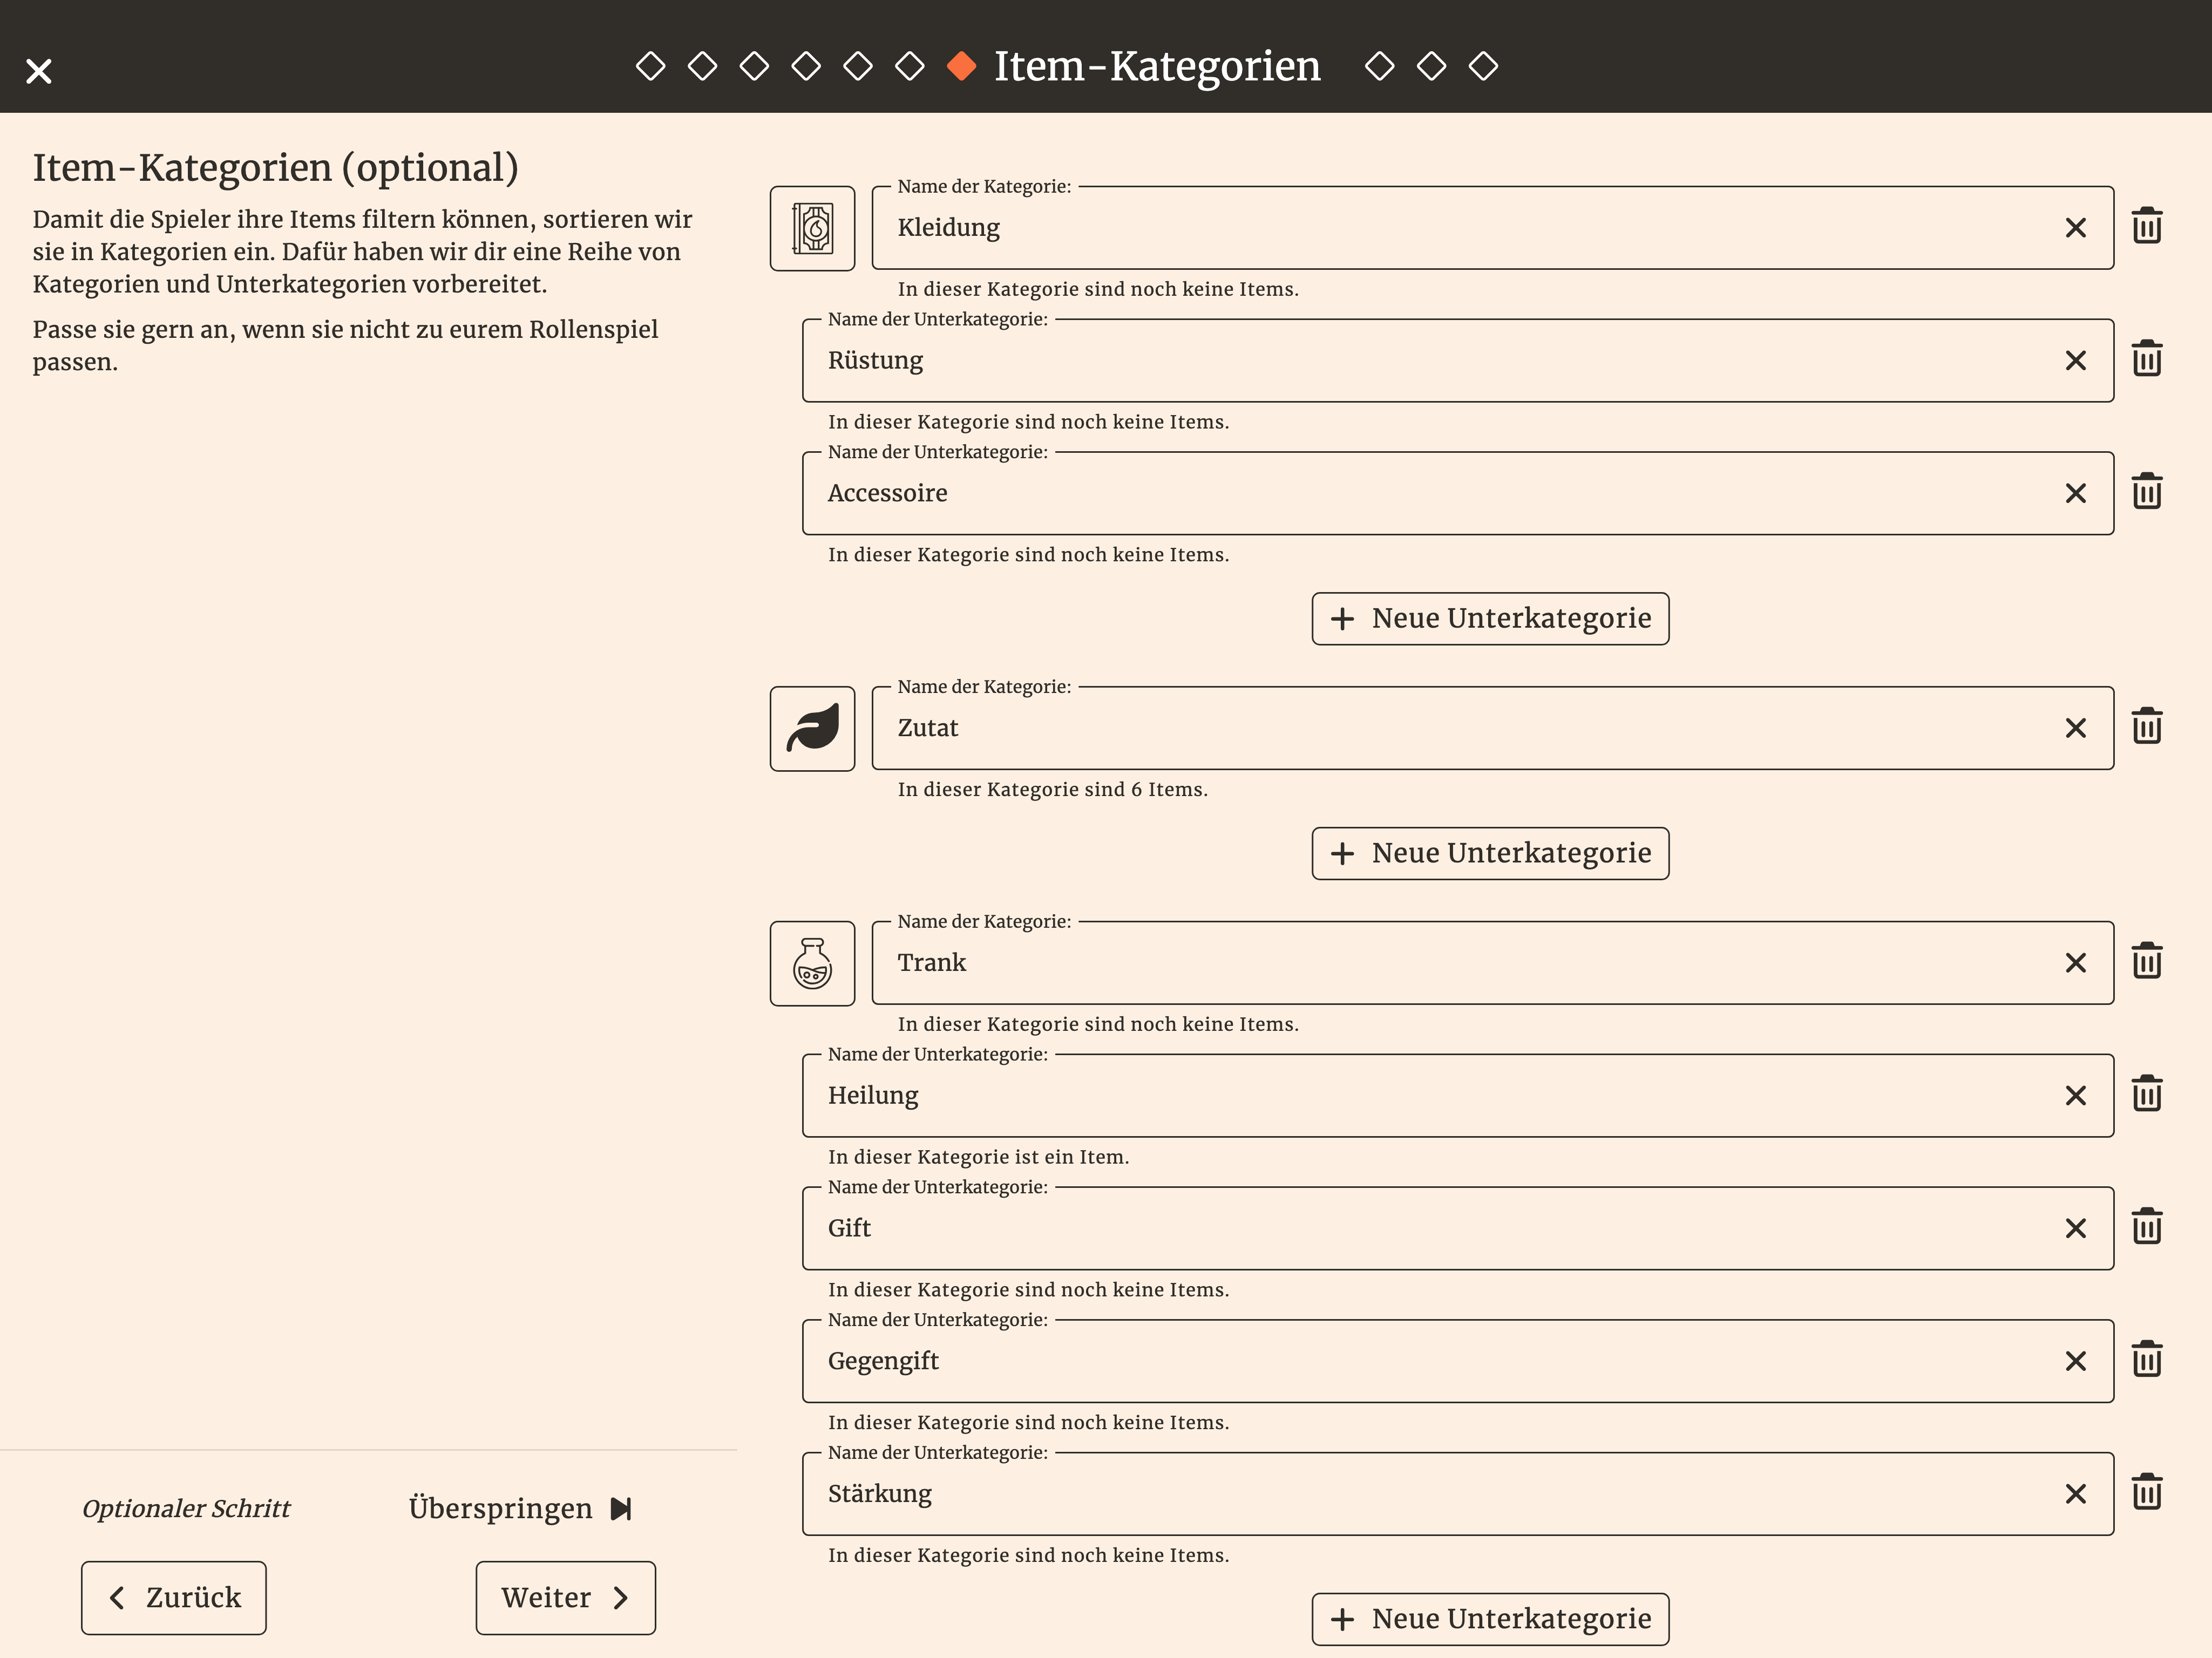 Item-Kategorien
Item-Kategorien (optional)
Damit die Spieler ihre Items filtern können, sortieren wir
sie in Kategorien ein. Dafür haben wir dir eine Reihe von
Kategorien und Unterkategorien vorbereitet.
Passe sie gern an, wenn sie nicht zu eurem Rollenspiel
passen.
Optionaler Schritt
Überspringen
Zurück
Weiter
Name der Kategorie:
Kleidung
In dieser Kategorie sind noch keine Items.
Name der Unterkategorie:
Rüstung
In dieser Kategorie sind noch keine Items.
Name der Unterkategorie:
Accessoire
In dieser Kategorie sind noch keine Items.
Neue Unterkategorie
Name der Kategorie:
Zutat
In dieser Kategorie sind 6 Items.
Neue Unterkategorie
Name der Kategorie:
Trank
In dieser Kategorie sind noch keine Items.
Name der Unterkategorie:
Heilung
In dieser Kategorie ist ein Item.
Name der Unterkategorie:
Gift
In dieser Kategorie sind noch keine Items.
Name der Unterkategorie:
Gegengift
In dieser Kategorie sind noch keine Items.
Name der Unterkategorie:
Stärkung
In dieser Kategorie sind noch keine Items.
Neue Unterkategorie